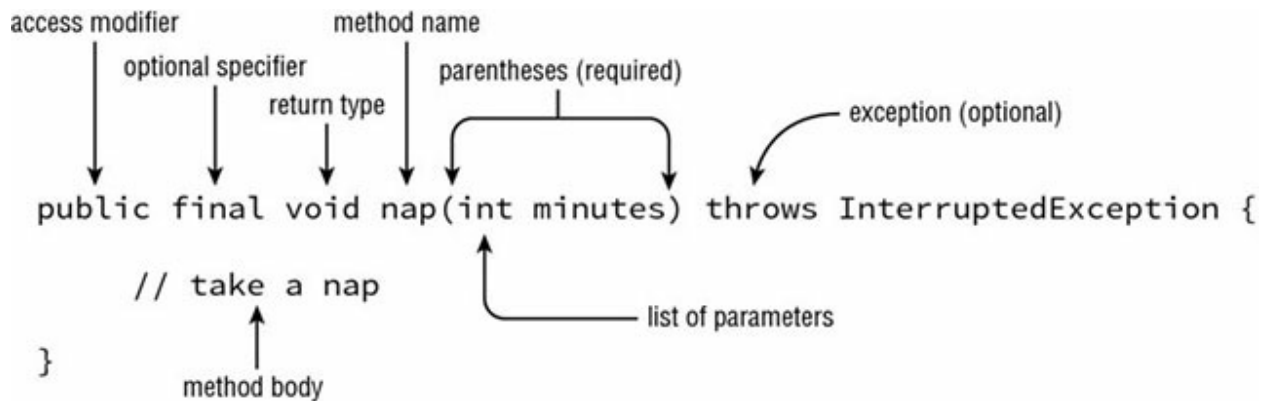 access modifier
method name
optional specifier
parentheses (required)
return type
exception (optional)
public final void nap(int minutes) throws InterruptedException {
// take a nap
list of parameters
}
method body